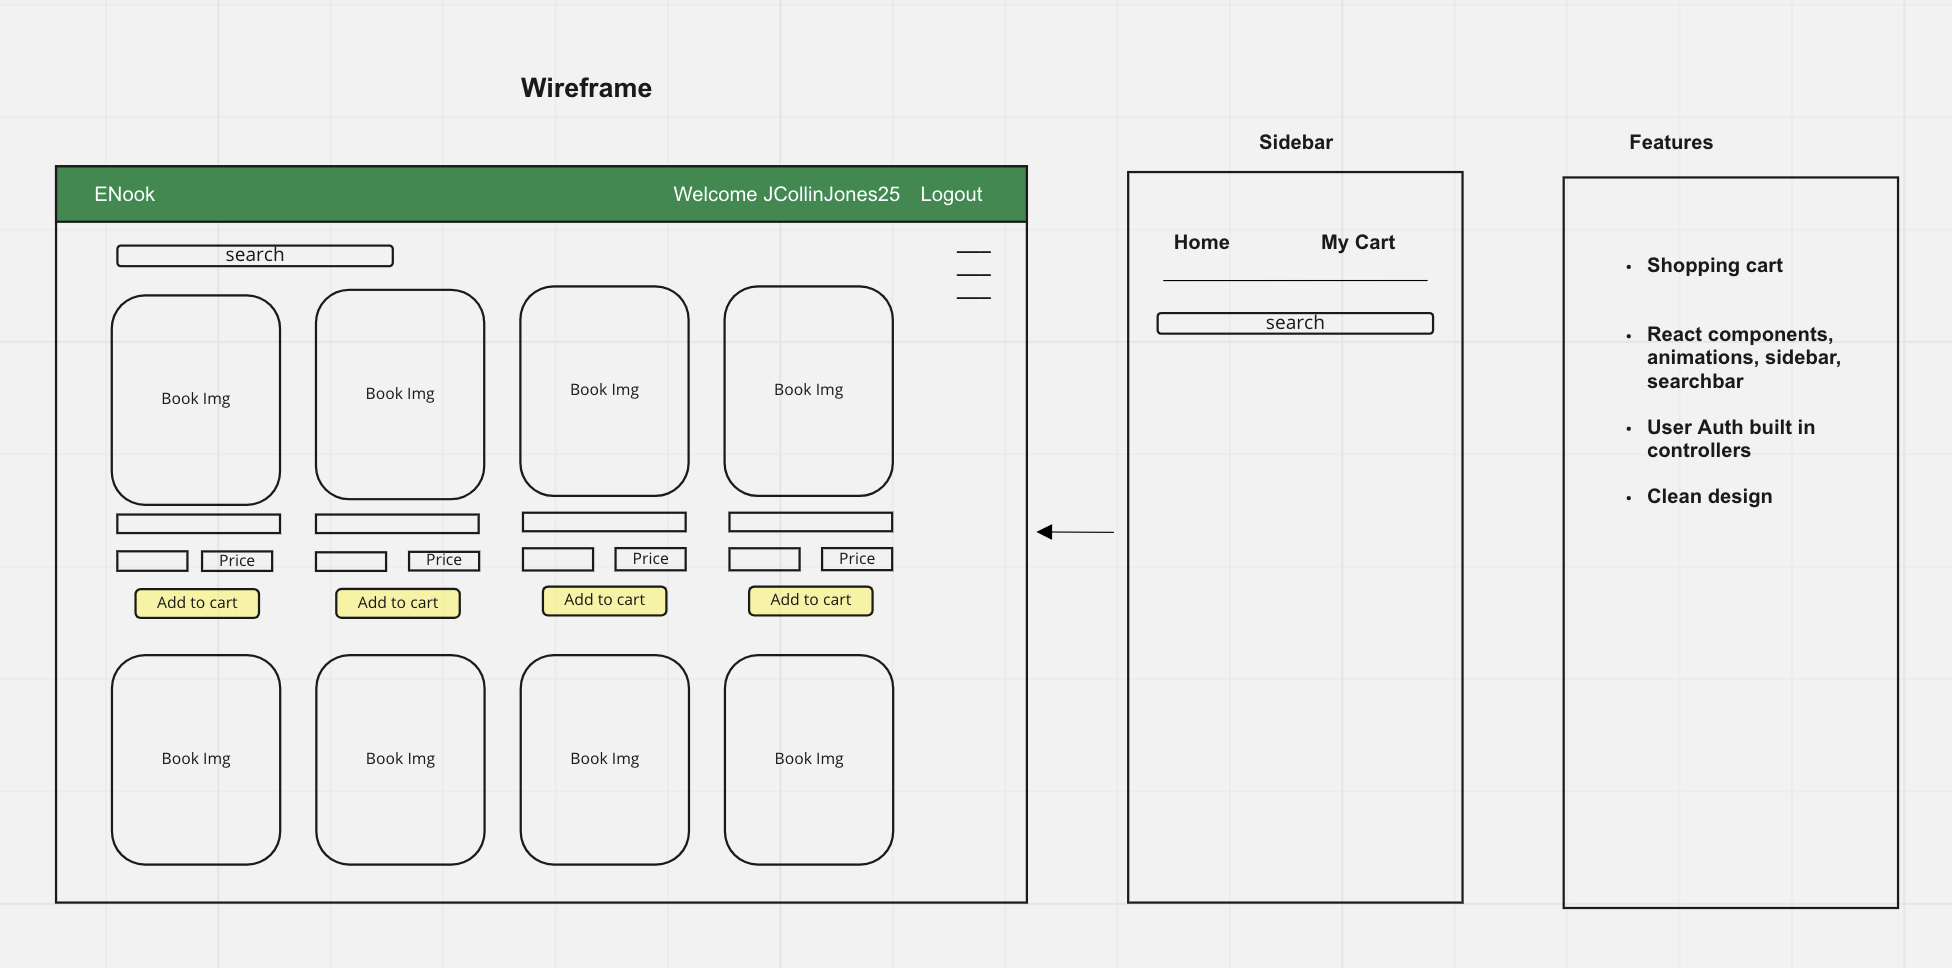 Wireframe
ENook
Welcome JCollinJones25
Logout
search
Book Img
Book Img
Book Img
Book Img
Price
Price
Price
Price
Add to cart
Add to cart
Add to cart
Add to cart
Book Img
Book Img
Book Img
Book Img
Sidebar
Home
My Cart
search
Features
• Shopping cart
• React components,
animations, sidebar,
searchbar
• User Auth built in
controllers
• Clean design